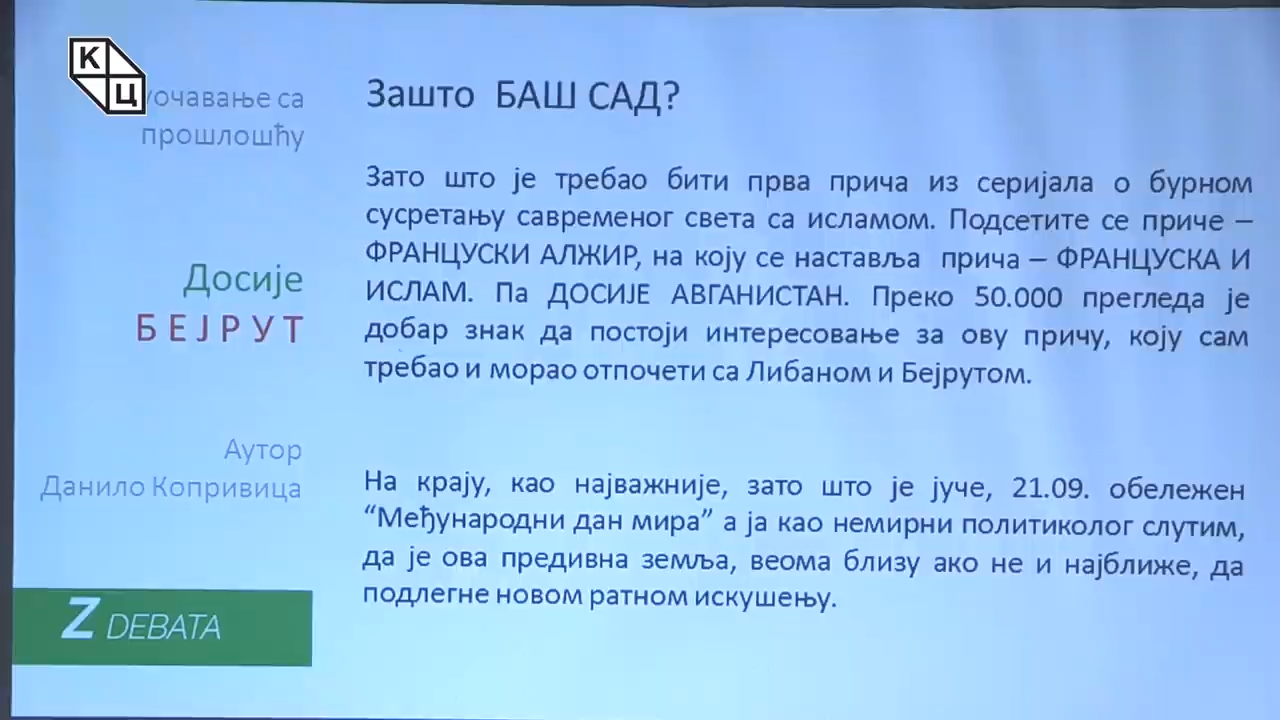 К
Ц
са
прошлошћу
Досије
БЕЈРУТ
Аутор
Данило Копривица
Z DEBATA
Зашто БАШ САД?
Зато што је требао бити прва прича из серијала о бурном
сусретању савременог света са исламом. Подсетите се приче –
ФРАНЦУСКИ АЛЖИР, на коју се наставља прича – ФРАНЦУСКА И
ИСЛАМ. Па ДОСИЈЕ АВГАНИСТАН. Преко 50.000 прегледа је
добар знак да постоји интересовање за ову причу, коју сам
требао и морао отпочети са Либаном и Бејрутом.
На крају, као најважније, зато што је јуче, 21.09. обележен
“Међународни дан мира” а ја као немирни политиколог слутим,
да је ова предивна земља, веома близу ако не и најближе, да
подлегне новом ратном искушењу.